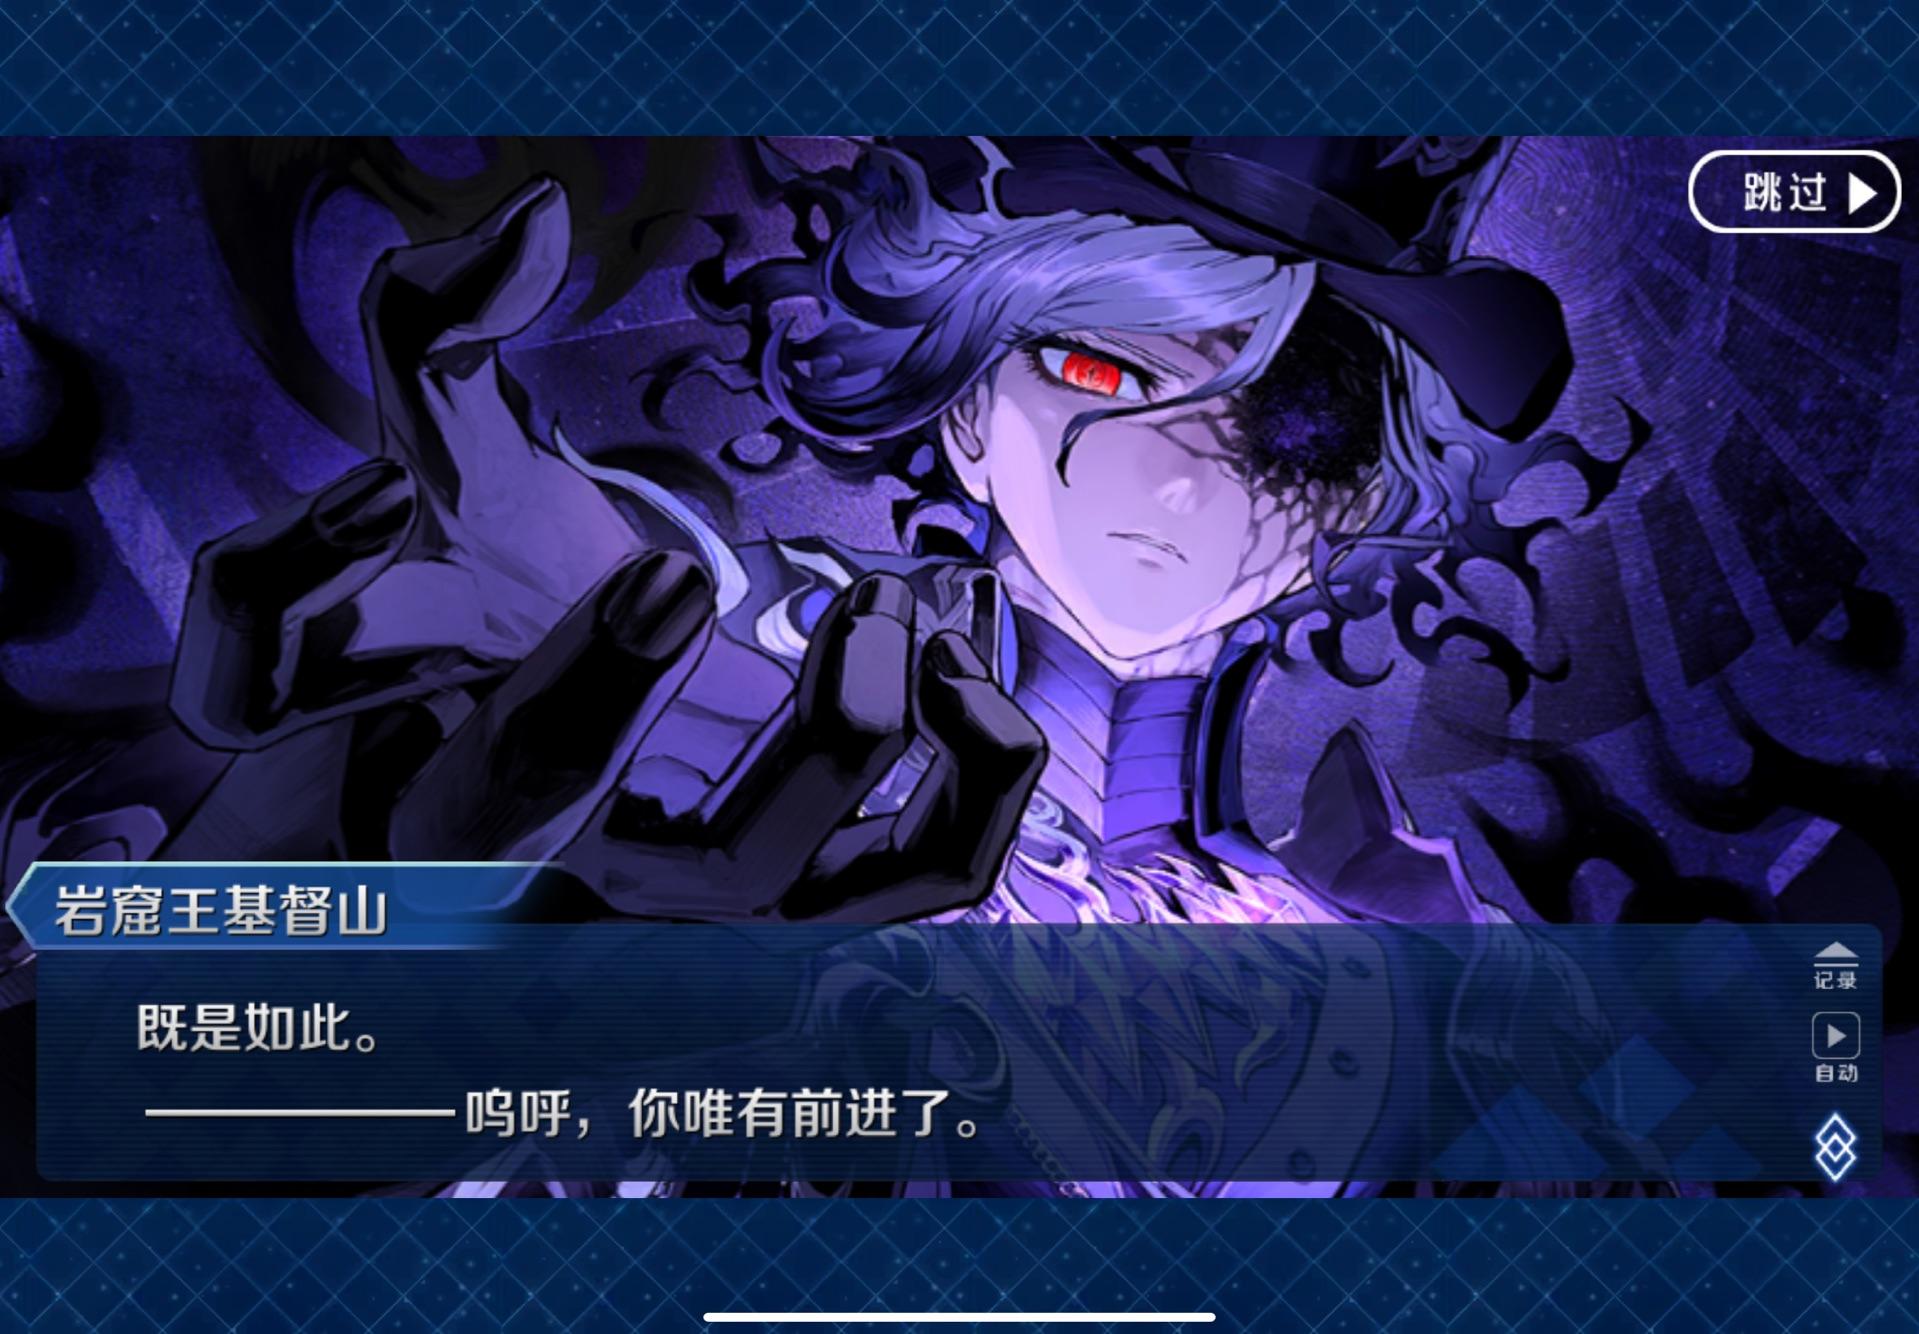 跳过
岩窟王基督山
既是如此。
——————呜呼，你唯有前进了。
记录
自动